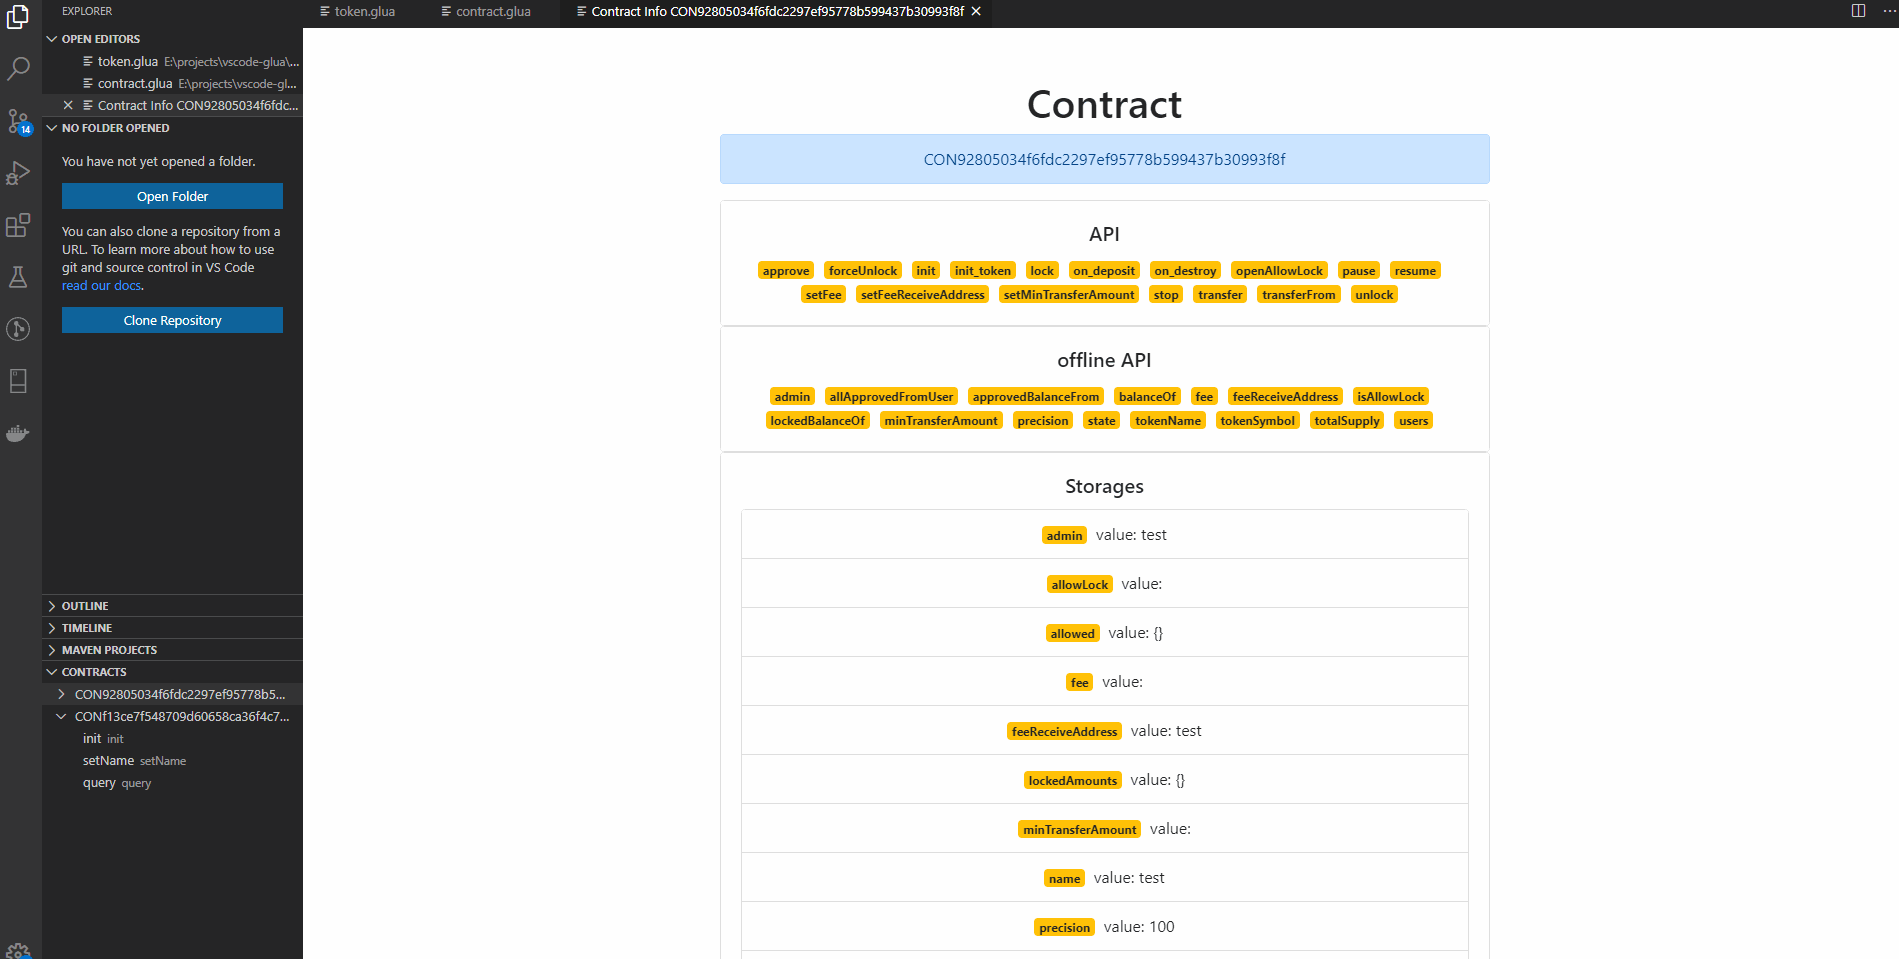 EXPLORER
OPEN EDITORS
token.glua E:\projects\vscode-glua\...
contract.glua E:\projects\vscode-gl...
Contract Info CON92805034f6fdc...
NO FOLDER OPENED
You have not yet opened a folder.
Open Folder
You can also clone a repository from a
URL. To learn more about how to use
git and source control in VS Code
read our docs.
Clone Repository
14
OUTLINE
TIMELINE
MAVEN PROJECTS
CONTRACTS
CON92805034f6fdc2297ef95778b5...
CONf13ce7f548709d60658ca36f4c7...
init init
setName setName
query query
token.glua contract.glua Contract Info CON92805034f6fdc2297ef95778b599437b30993f8f
Contract
CON92805034f6fdc2297ef95778b599437b30993f8f
API
approve forceUnlock init init_token lock on_deposit on_destroy openAllowLock pause resume
setFee setFeeReceiveAddress setMinTransferAmount stop transfer transferFrom unlock
offline API
admin allApprovedFromUser approvedBalanceFrom balanceOf fee feeReceiveAddress isAllowLock
lockedBalanceOf minTransferAmount precision state tokenName tokenSymbol totalSupply users
Storages
admin value: test
allowLock value:
allowed value: {}
fee value:
feeReceiveAddress value: test
lockedAmounts value: {}
minTransferAmount value:
name value: test
precision value: 100